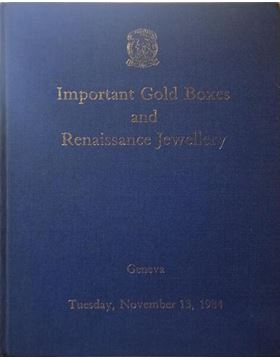 Important Gold Boxes
and
Renaissance Jewellery
Geneva
Tuesday, November 13, 1984